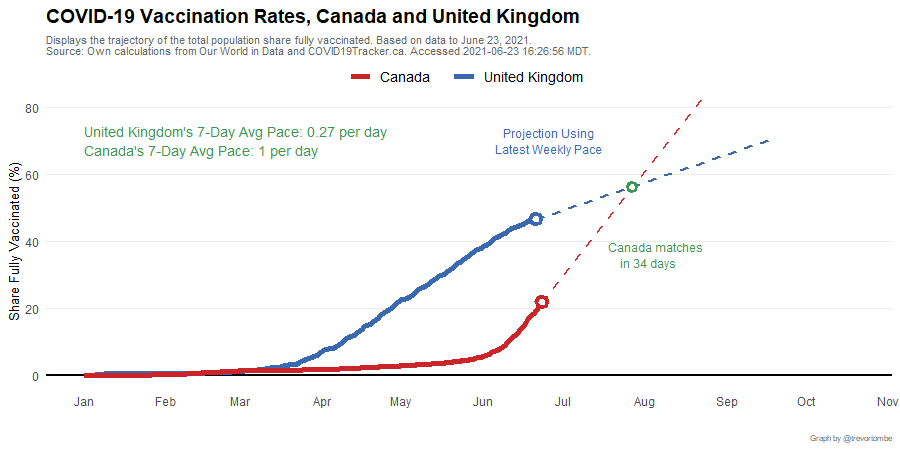 COVID-19 Vaccination Rates, Canada and United Kingdom
Displays the trajectory of the total population share fully vaccinated. Based on data to June 23, 2021.
Source: Own calculations from Our World in Data and COVID19Tracker.ca. Accessed 2021-06-23 16:26:56 MDT.
Canada
United Kingdom
Share Fully Vaccinated (%)
80
60
40
20
0
United Kingdom's 7-Day Avg Pace: 0.27 per day
Canada's 7-Day Avg Pace: 1 per day
Projection Using
Latest Weekly Pace
Canada matches
in 34 days
Jan Feb Mar Apr May Jun Jul Aug Sep Oct Nov
Graph by @trevortombe